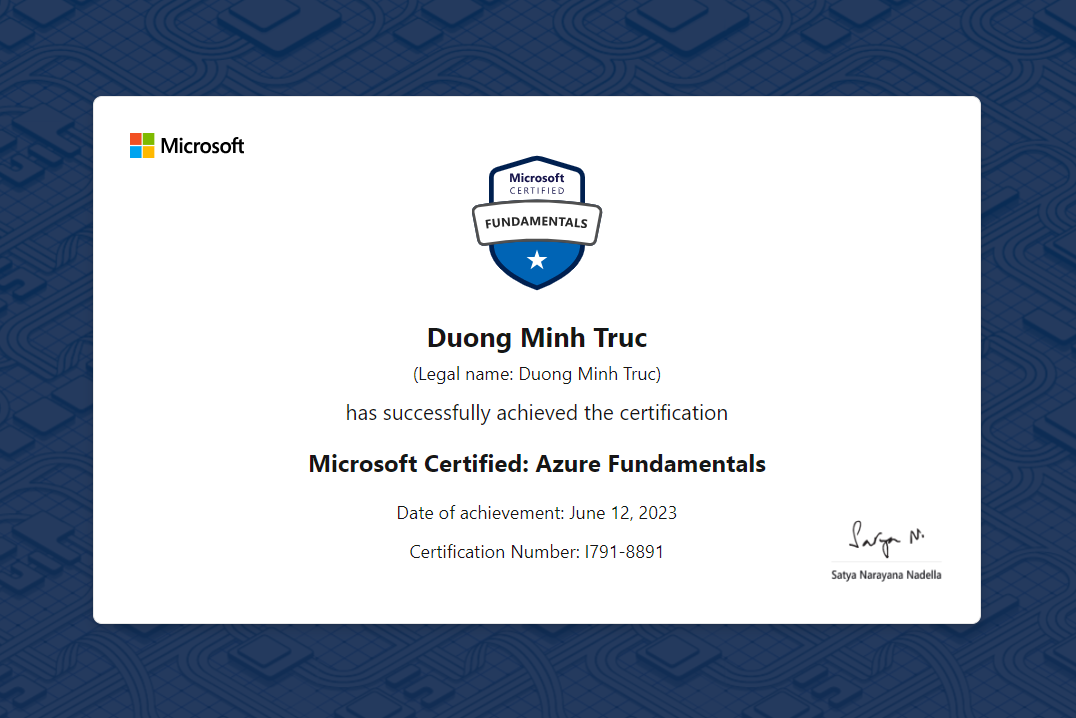 Microsoft
Microsoft
CERTIFIED
FUNDAMENTALS
Duong Minh Truc
(Legal name: Duong Minh Truc)
has successfully achieved the certification
Microsoft Certified: Azure Fundamentals
Date of achievement: June 12, 2023
Certification Number: I791-8891
Satya N.
Satya Narayana Nadella